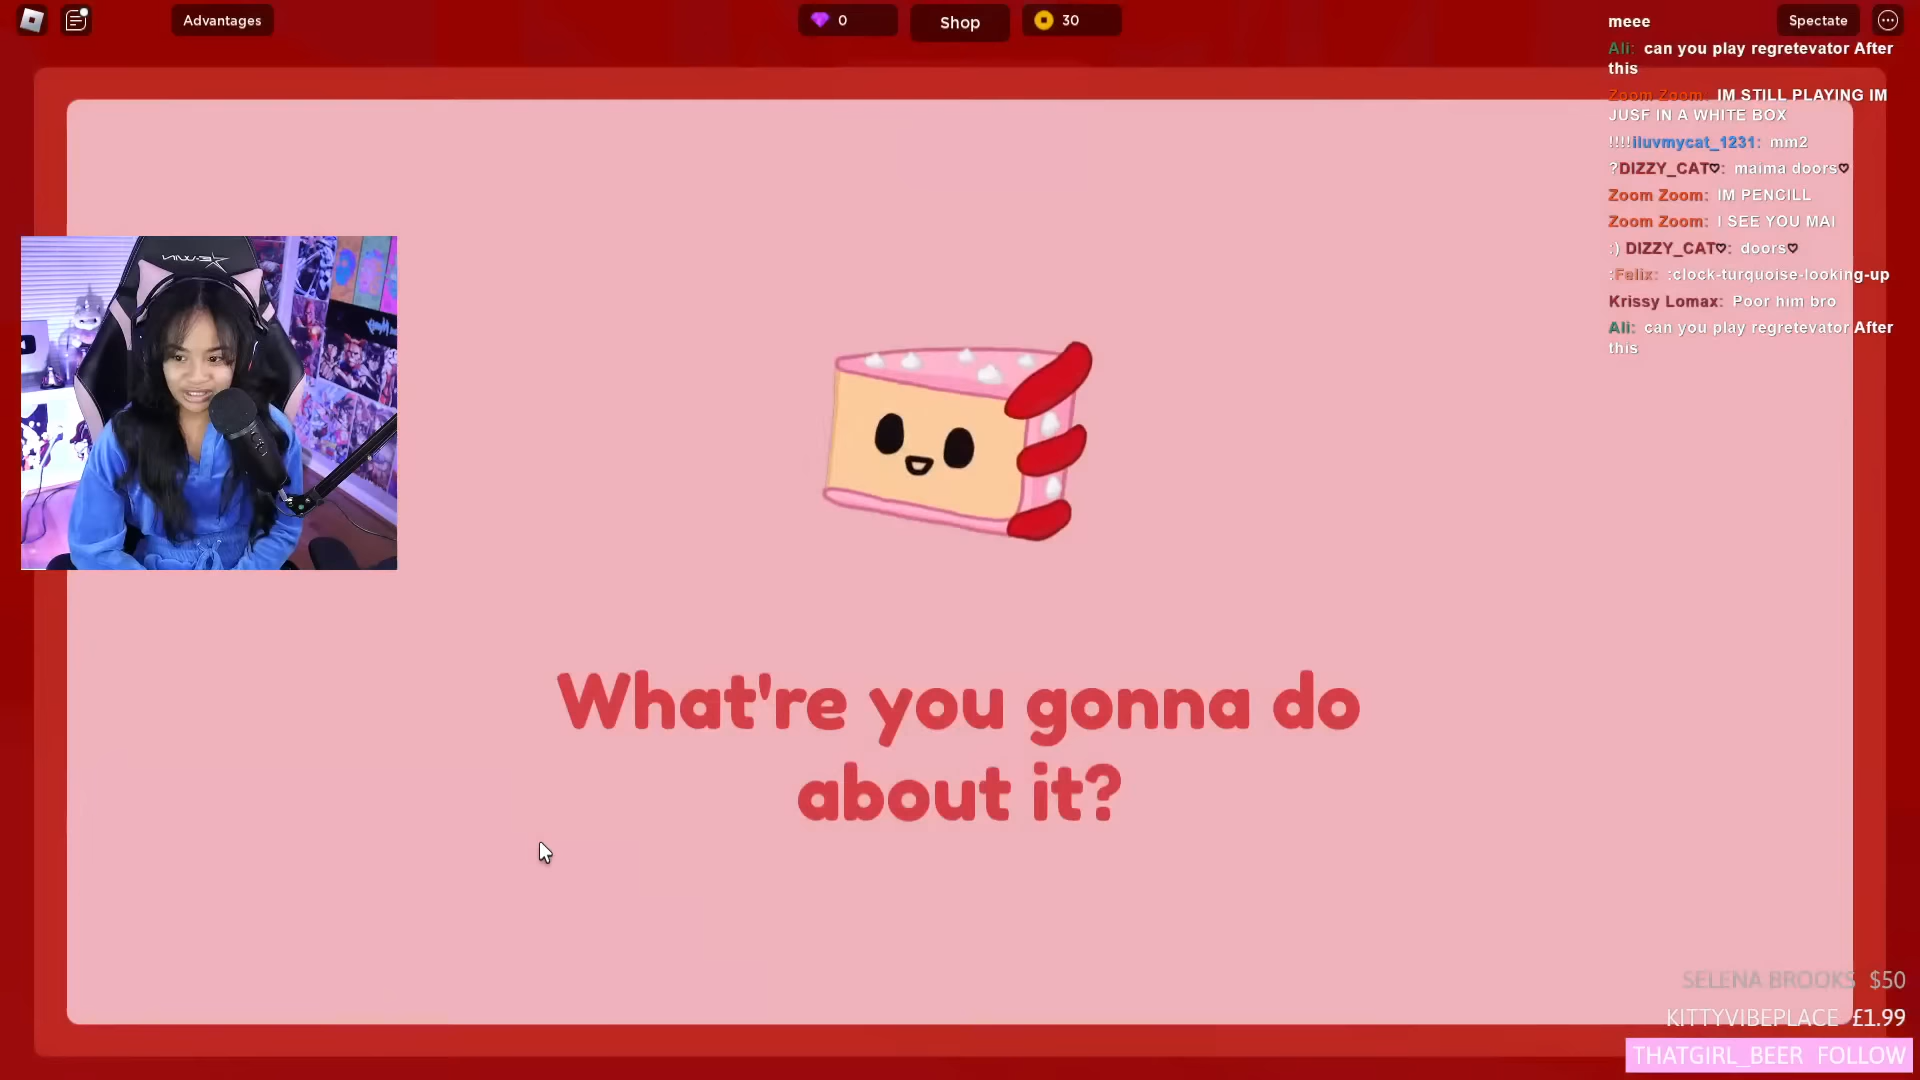 Advantages
0
Shop
30
Spectate
meee
Ali: can you play regretevator After
this
Zoom Zoom: IM STILL PLAYING IM
JUSF IN A WHITE BOX
!!!!iluvmycat_1231: mm2
?DIZZY_CAT♡: maima doors♡
Zoom Zoom: IM PENCILL
Zoom Zoom: I SEE YOU MAI
:) DIZZY_CAT♡: doors♡
:Felix: :clock-turquoise-looking-up
Krissy Lomax: Poor him bro
Ali: can you play regretevator After
this
What're you gonna do
about it?
SELENA BROOKS $50
KITTYVIBEPLACE £1.99
THATGIRL_BEER FOLLOW